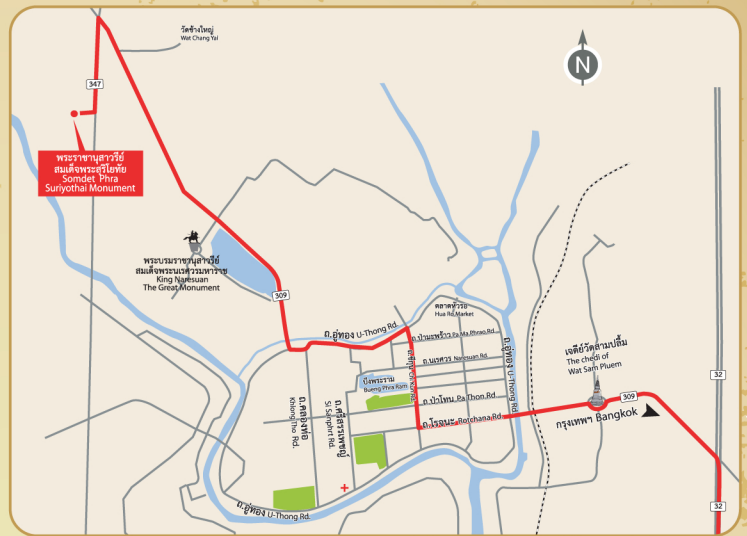 วัดช้างใหญ่
Wat Chang Yai
N
347
พระราชานุสาวรีย์
สมเด็จพระสุริโยทัย
Somdet Phra
Suriyothai Monument
พระบรมราชานุสาวรีย์
สมเด็จพระนเรศวรมหาราช
King Naresuan
The Great Monument
309
ตลาดหัวรอ
Hua Ro Market
ถ.อู่ทอง U-Thong Rd.
ถ.ป่ามะพร้าว Pa Ma Phrao Rd.
ถ.นเรศวร Naresuan Rd.
ถ.อู่ทอง U-Thong Rd.
เจดีย์วัดสามปลื้ม
The chedi of
Wat Sam Pluem
บึงพระราม
Bueng Phra Ram
ถ.คลองท่อ
Khlong Tho Rd.
ถ.ศรีสรรเพชญ์
Si Sanphet Rd.
ถ.ป่าโทน Pa Thon Rd.
ถ.โรจนะ Rotchana Rd.
309
กรุงเทพฯ Bangkok
32
ถ.อู่ทอง U-Thong Rd.
32